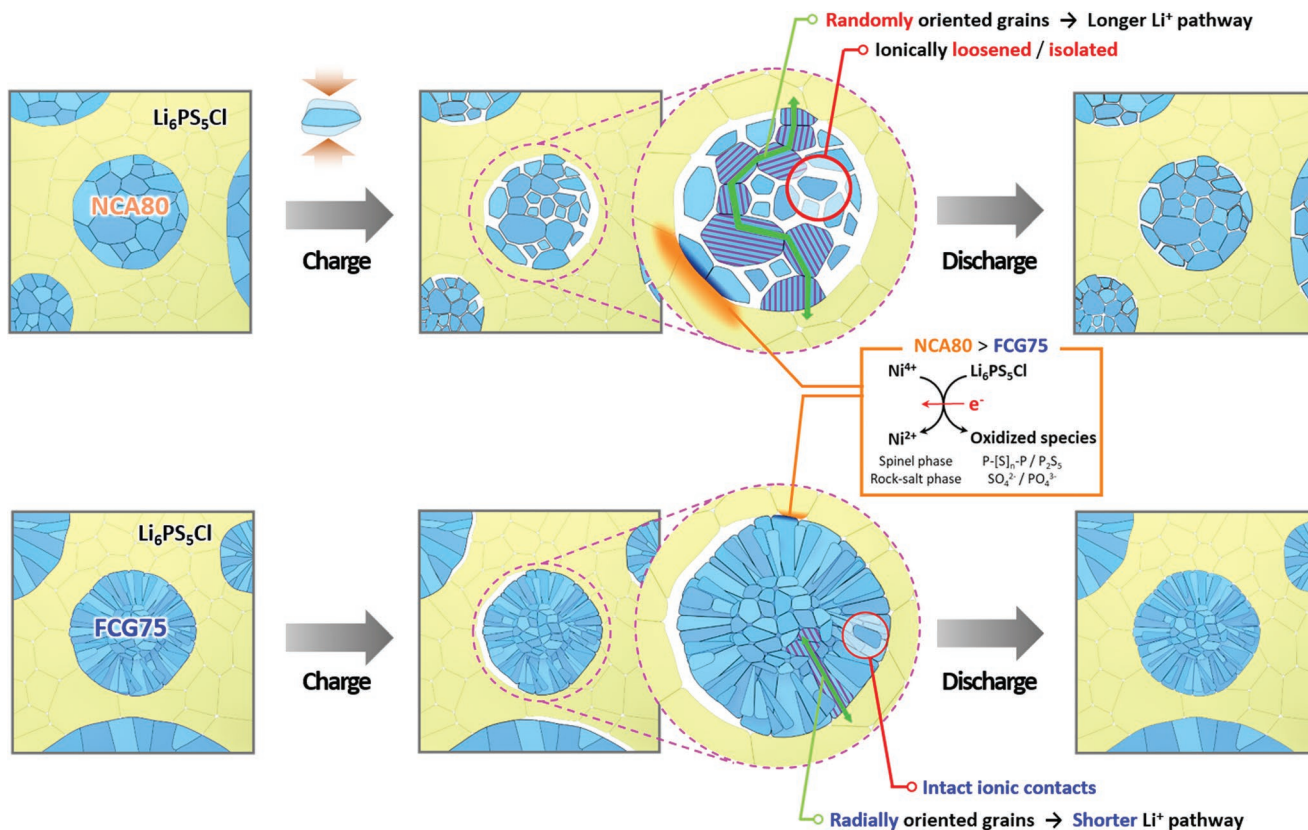 Randomly oriented grains → Longer Li⁺ pathway
Ionically loosened / isolated
Li₆PS₅Cl
NCA80
Charge
Discharge
NCA80 > FCG75
Ni⁴⁺ Li₆PS₅Cl
e⁻
Ni²⁺ Oxidized species
Spinel phase P-[S]ₙ-P / P₂S₅
Rock-salt phase SO₄²⁻ / PO₄³⁻
Li₆PS₅Cl
FCG75
Charge
Discharge
Intact ionic contacts
Radially oriented grains → Shorter Li⁺ pathway